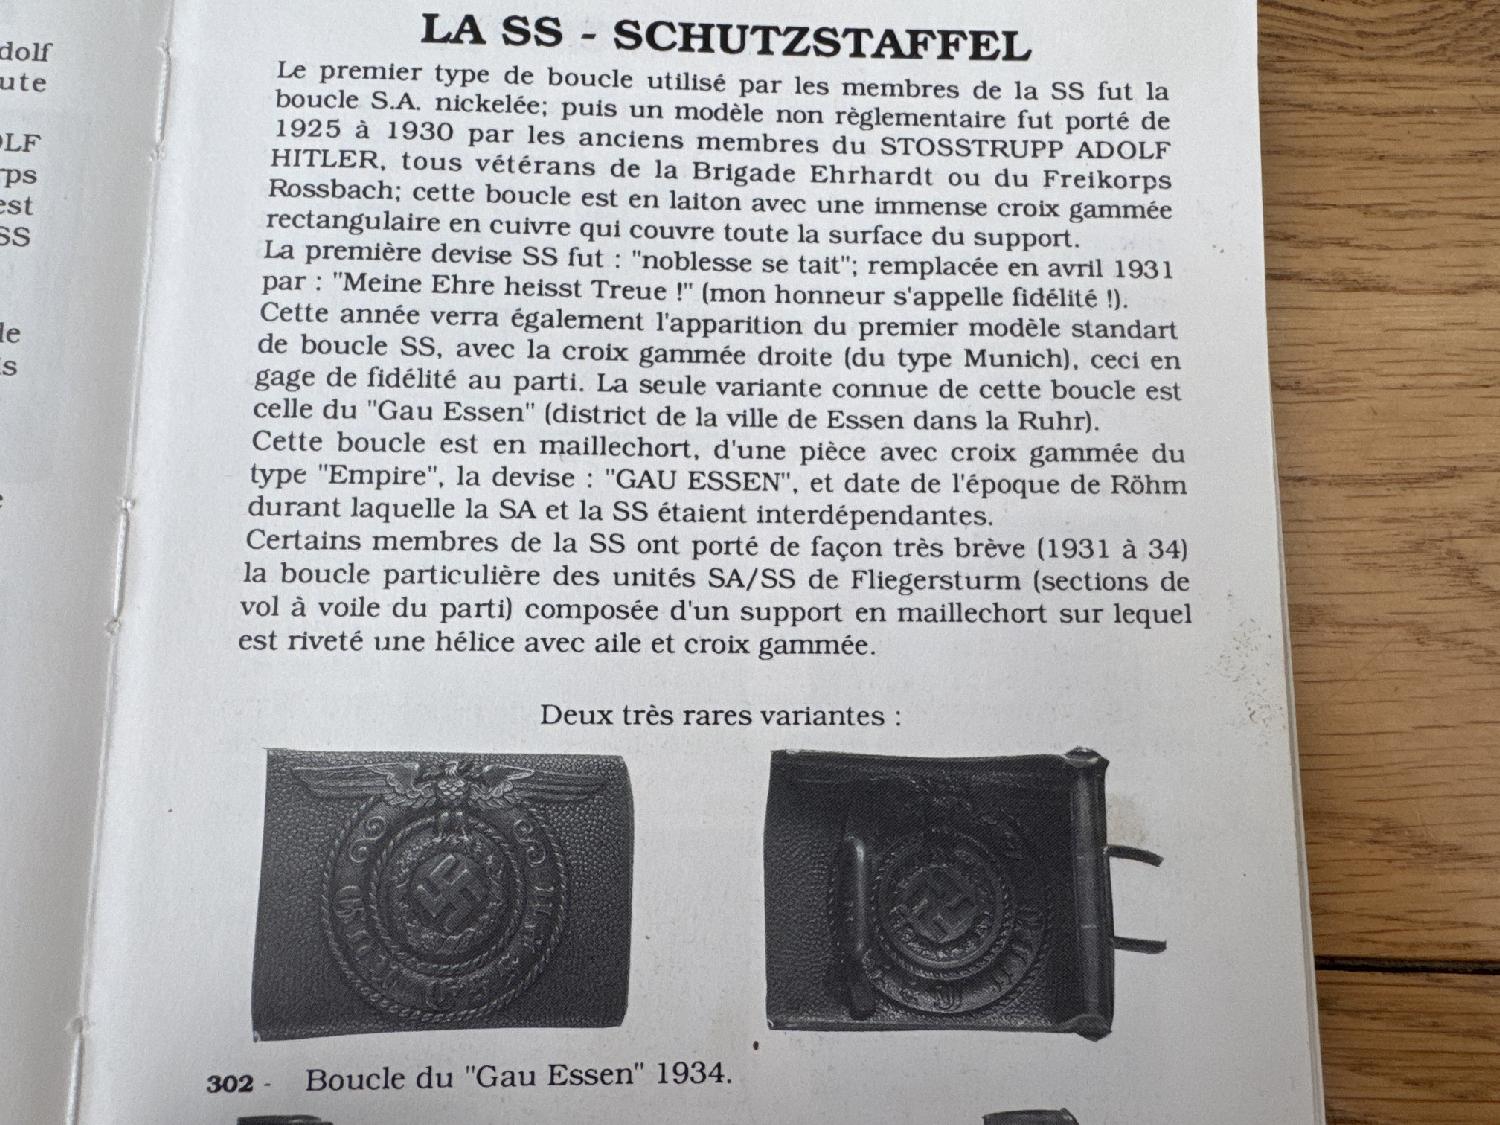 dolf
ute
OLF
rps
est
SS
le
is
LA SS - SCHUTZSTAFFEL
Le premier type de boucle utilisé par les membres de la SS fut la
boucle S.A. nickelée; puis un modèle non règlementaire fut porté de
1925 à 1930 par les anciens membres du STOSSTRUPP ADOLF
HITLER, tous vétérans de la Brigade Ehrhardt ou du Freikorps
Rossbach; cette boucle est en laiton avec une immense croix gammée
rectangulaire en cuivre qui couvre toute la surface du support.
La première devise SS fut : "noblesse se tait"; remplacée en avril 1931
par : "Meine Ehre heisst Treue !" (mon honneur s'appelle fidélité !).
Cette année verra également l'apparition du premier modèle standart
de boucle SS, avec la croix gammée droite (du type Munich), ceci en
gage de fidélité au parti. La seule variante connue de cette boucle est
celle du "Gau Essen" (district de la ville de Essen dans la Ruhr).
Cette boucle est en maillechort, d'une pièce avec croix gammée du
type "Empire", la devise : "GAU ESSEN", et date de l'époque de Röhm
durant laquelle la SA et la SS étaient interdépendantes.
Certains membres de la SS ont porté de façon très brève (1931 à 34)
la boucle particulière des unités SA/SS de Fliegersturm (sections de
vol à voile du parti) composée d'un support en maillechort sur lequel
est riveté une hélice avec aile et croix gammée.
Deux très rares variantes :
302 - Boucle du "Gau Essen" 1934.